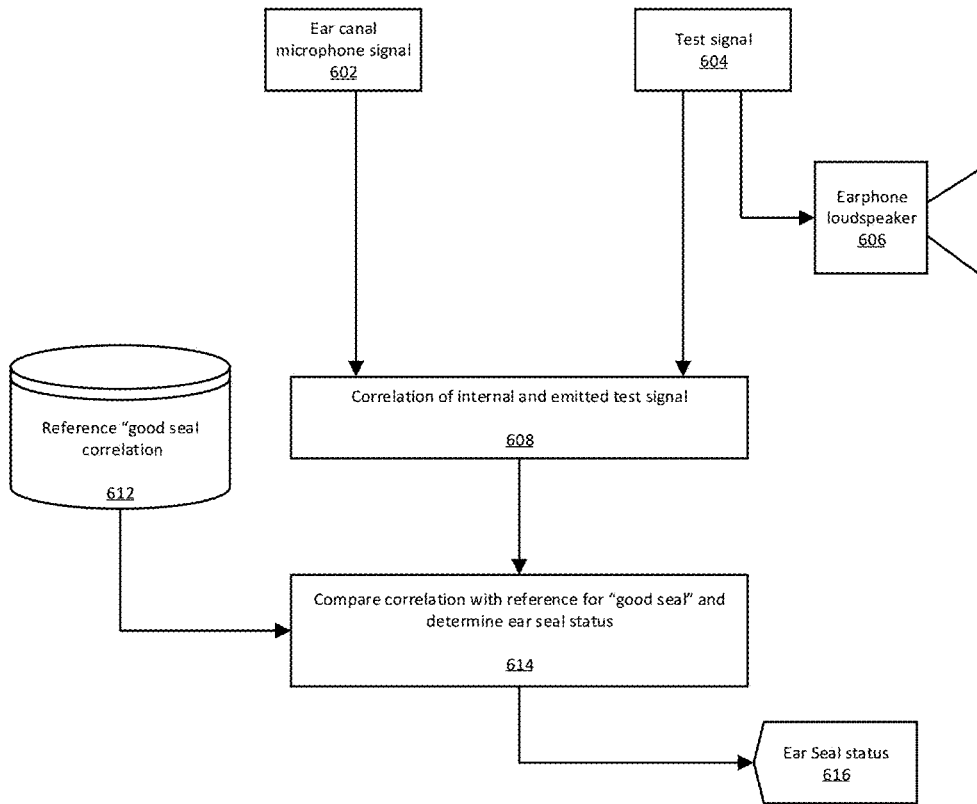 Ear canal
microphone signal
602
Test signal
604
Earphone
loudspeaker
606
Reference “good seal
correlation
612
Correlation of internal and emitted test signal
608
Compare correlation with reference for “good seal” and
determine ear seal status
614
Ear Seal status
616